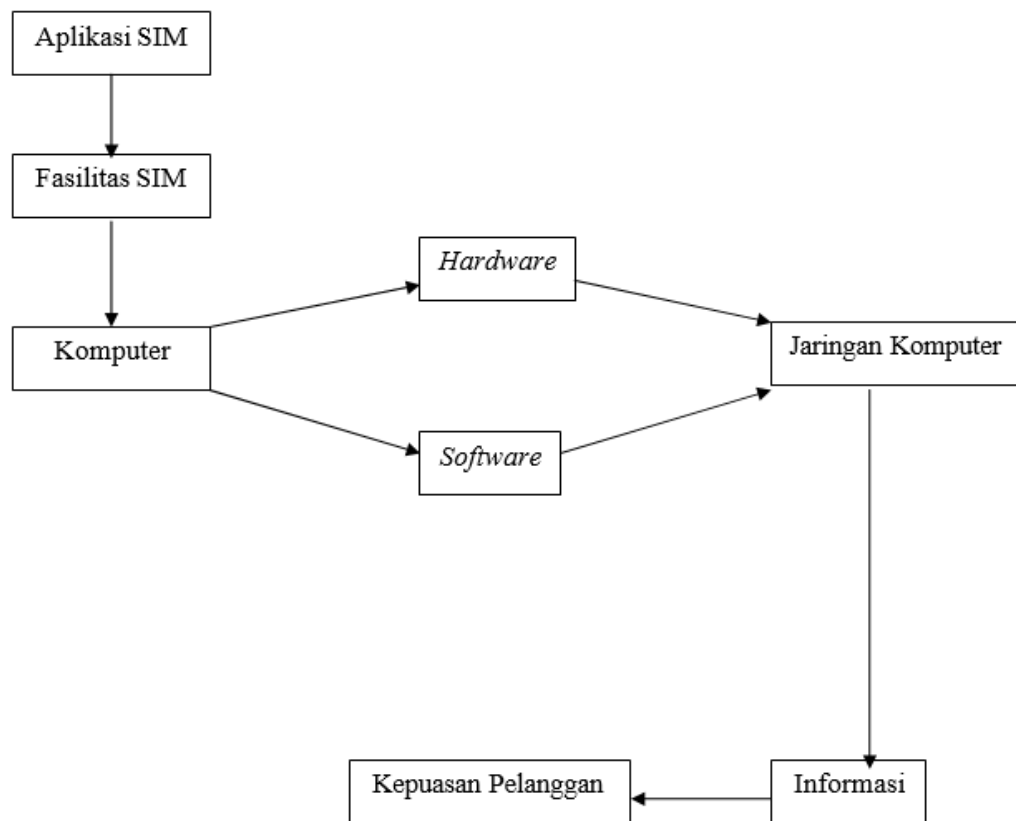 Aplikasi SIM
Fasilitas SIM
Hardware
Komputer
Jaringan Komputer
Software
Kepuasan Pelanggan
Informasi